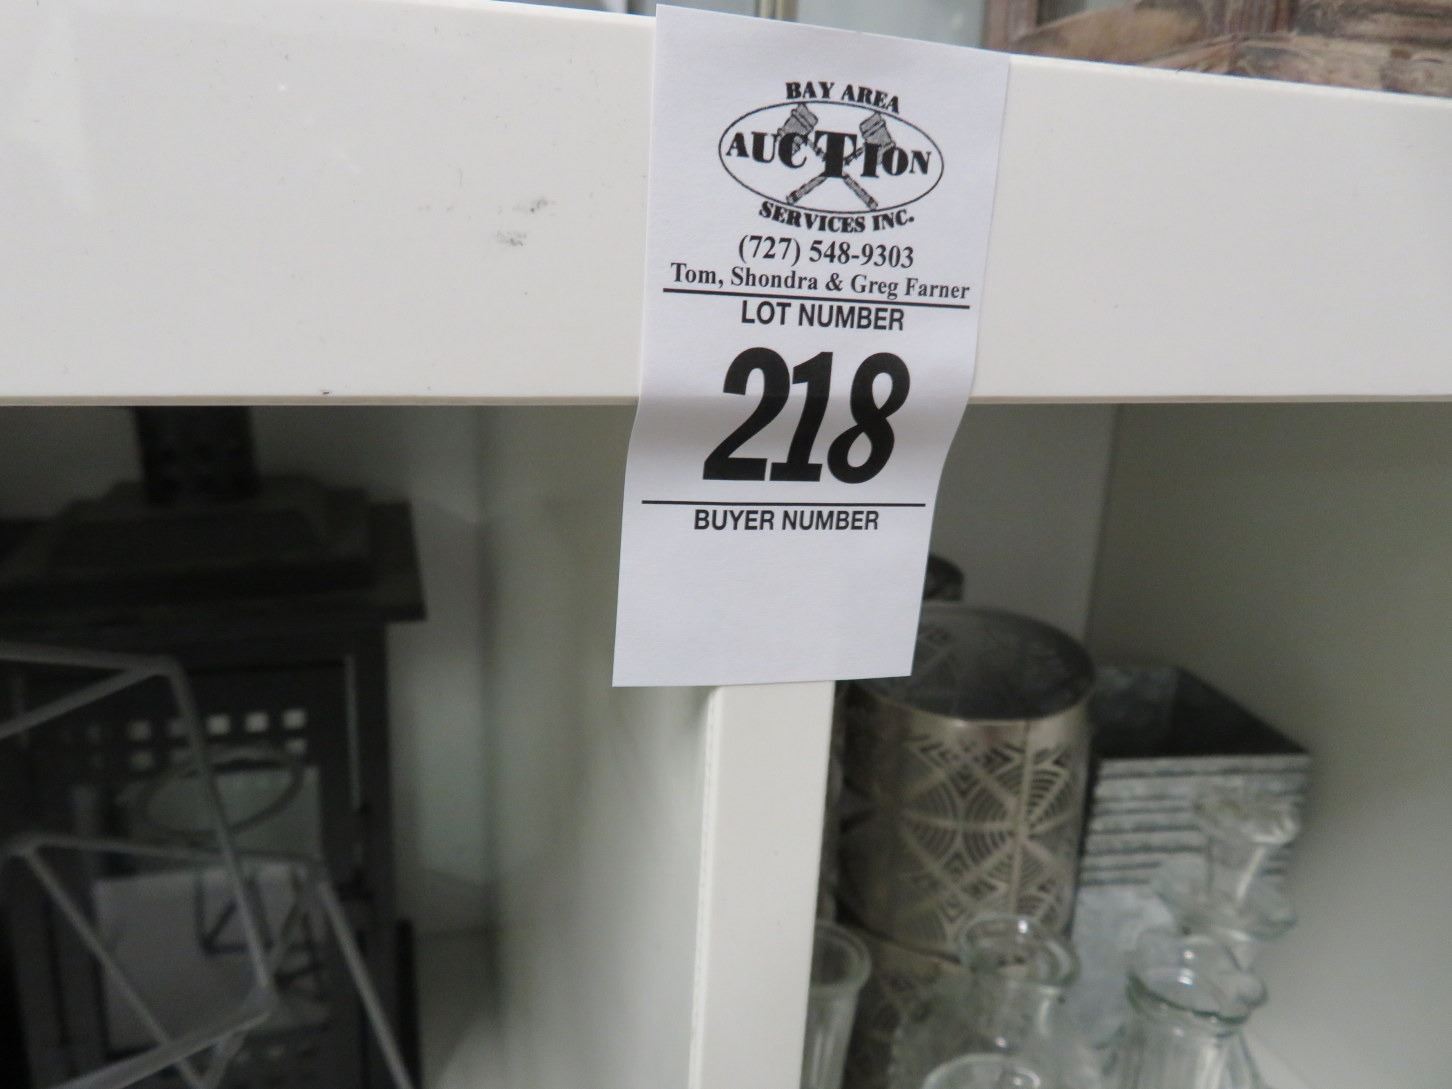 BAY AREA
AUCTION
SERVICES INC.
(727) 548-9303
Tom, Shondra & Greg Farner
LOT NUMBER
218
BUYER NUMBER